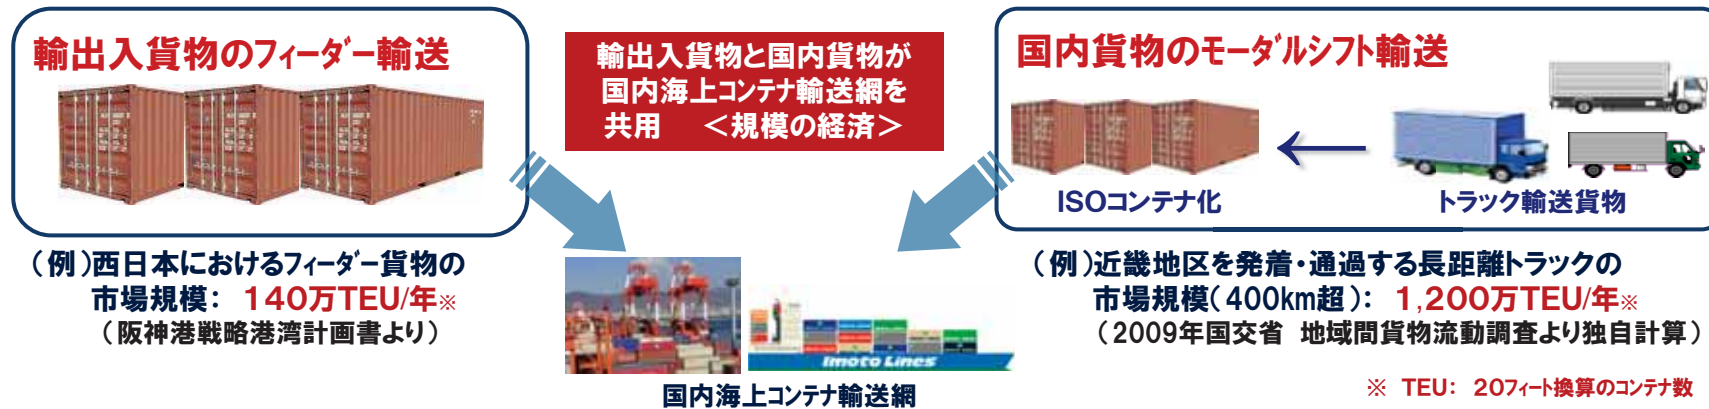 輸出入貨物のフィーダー輸送
輸出入貨物と国内貨物が
国内海上コンテナ輸送網を
共用 <規模の経済>
国内貨物のモーダルシフト輸送
ISOコンテナ化
トラック輸送貨物
(例)西日本におけるフィーダー貨物の
市場規模: 140万TEU/年※
(阪神港戦略港湾計画書より)
Imoto Lines
国内海上コンテナ輸送網
(例)近畿地区を発着・通過する長距離トラックの
市場規模(400km超): 1,200万TEU/年※
(2009年国交省 地域間貨物流動調査より独自計算)
※ TEU: 20フィート換算のコンテナ数